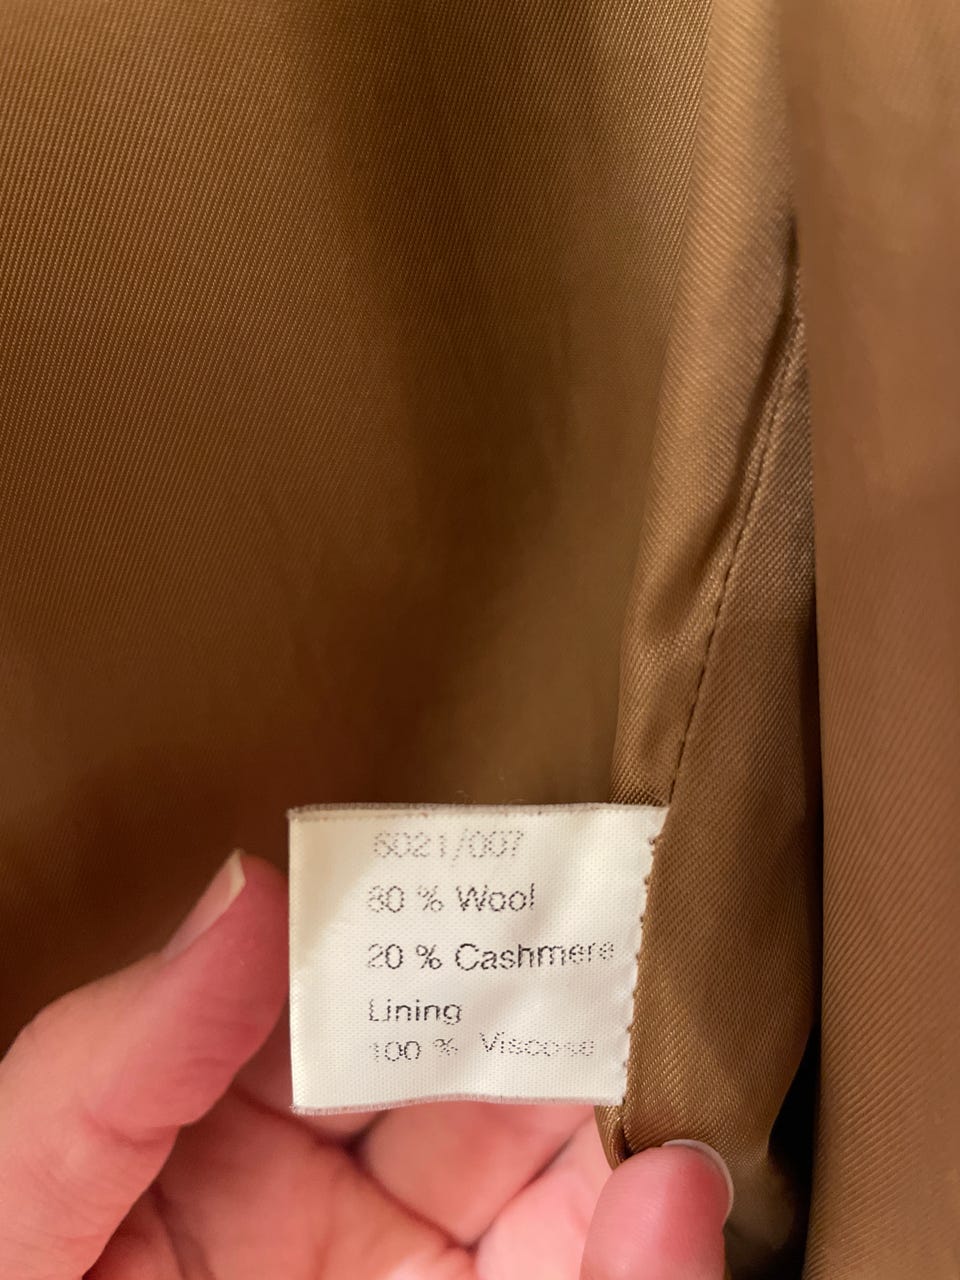 6021/007
80 % Wool
20 % Cashmere
Lining
100 % Viscose